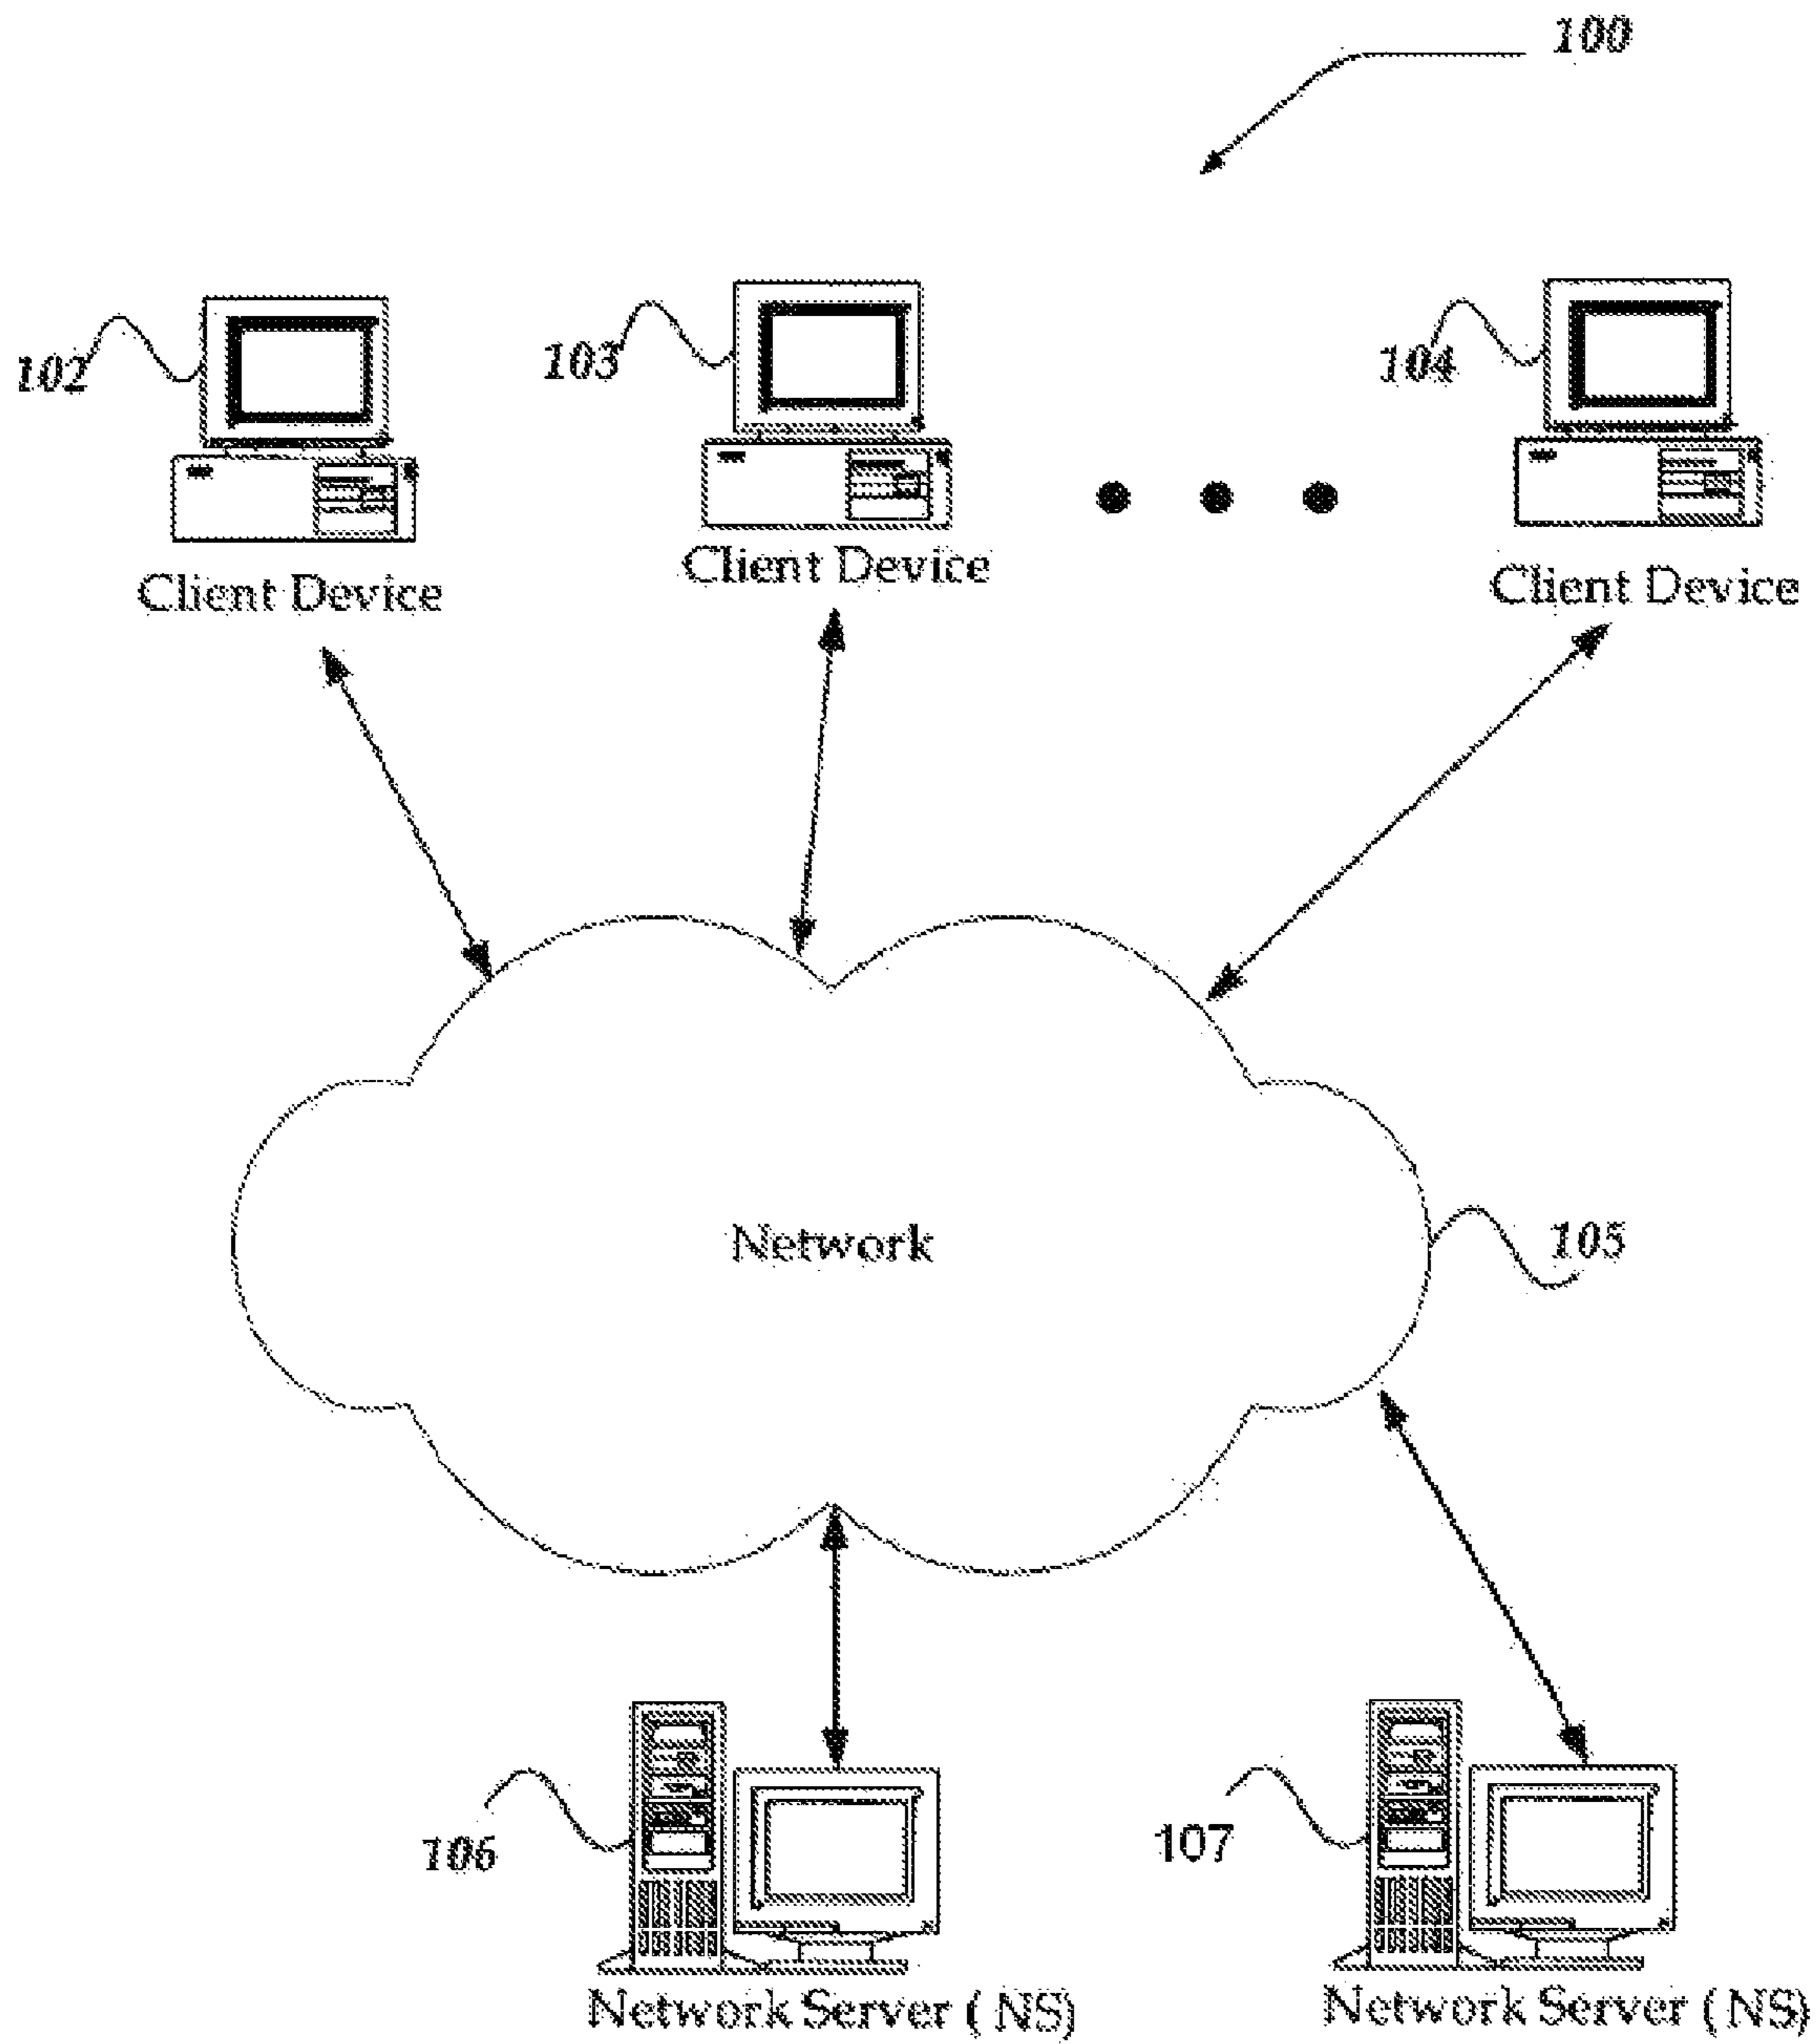 100
102
103
104
Client Device
Client Device
Client Device
Network
105
106
107
Network Server ( NS)
Network Server ( NS)